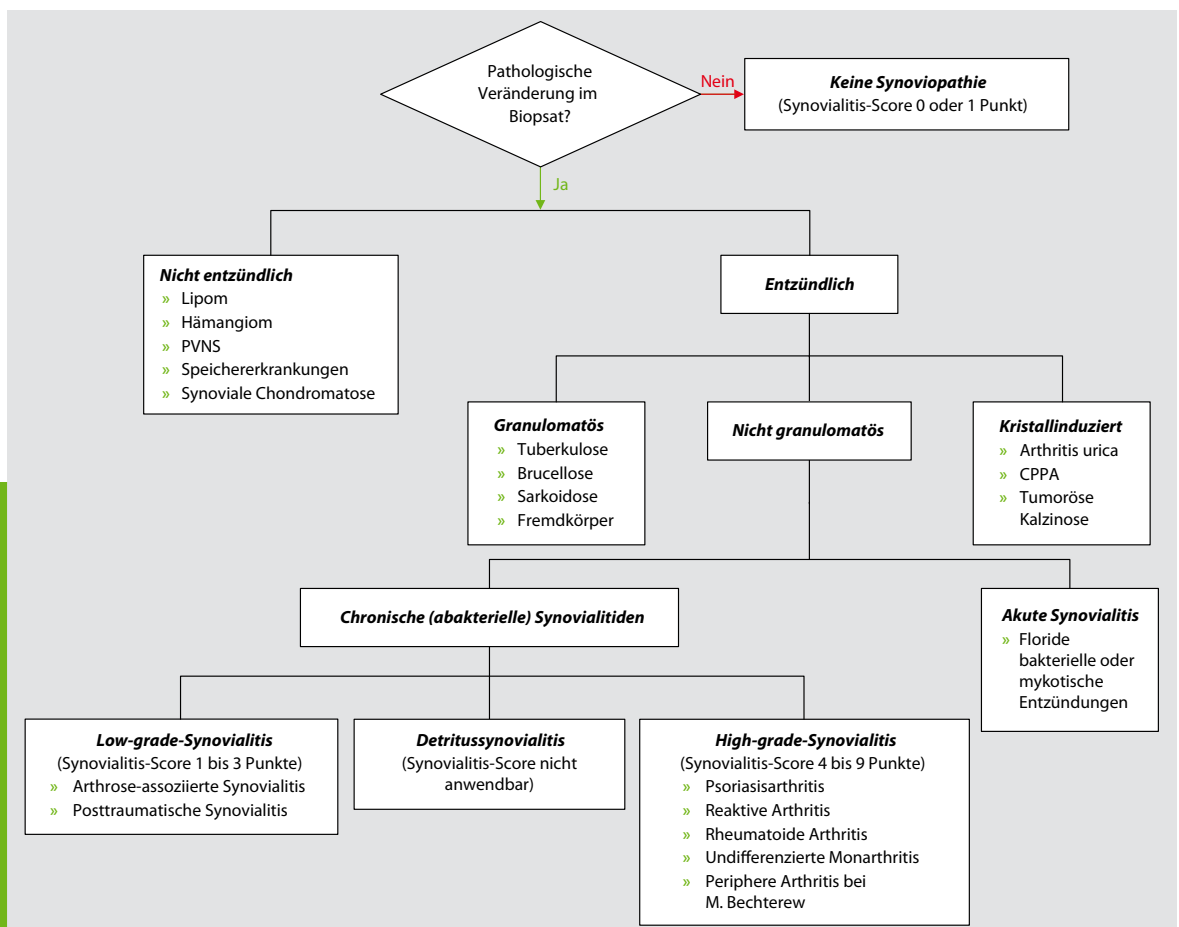 Pathologische
Veränderung im
Biopsat?
Nein
Keine Synoviopathie
(Synovialitis-Score 0 oder 1 Punkt)
Ja
Nicht entzündlich
» Lipom
» Hämangiom
» PVNS
» Speichererkrankungen
» Synoviale Chondromatose
Entzündlich
Granulomatös
» Tuberkulose
» Brucellose
» Sarkoidose
» Fremdkörper
Nicht granulomatös
Kristallinduziert
» Arthritis urica
» CPPA
» Tumoröse
Kalzinose
Chronische (abakterielle) Synovialitiden
Akute Synovialitis
» Floride
bakterielle oder
mykotische
Entzündungen
Low-grade-Synovialitis
(Synovialitis-Score 1 bis 3 Punkte)
» Arthrose-assoziierte Synovialitis
» Posttraumatische Synovialitis
Detritussynovialitis
(Synovialitis-Score nicht
anwendbar)
High-grade-Synovialitis
(Synovialitis-Score 4 bis 9 Punkte)
» Psoriasisarthritis
» Reaktive Arthritis
» Rheumatoide Arthritis
» Undifferenzierte Monarthritis
» Periphere Arthritis bei
M. Bechterew